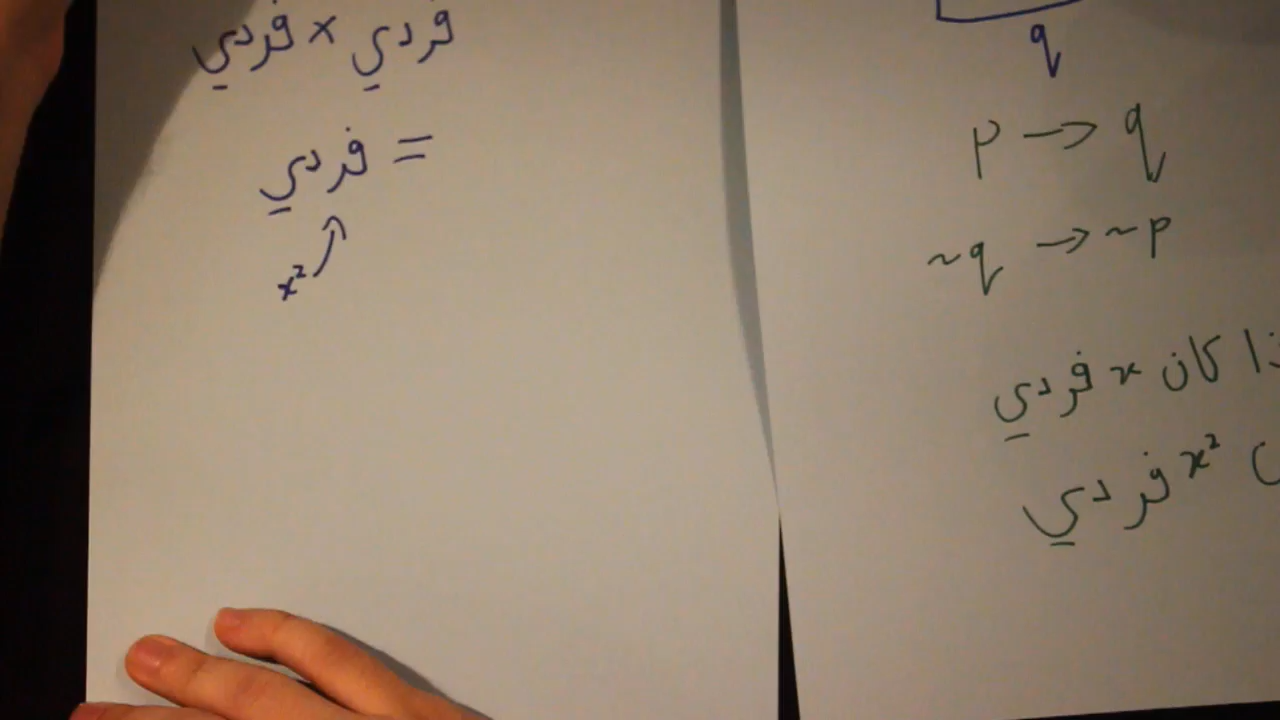 فردي × فردي
= فردي
x²
q
p → q
~q → ~p
كان x فردي
x² فردي